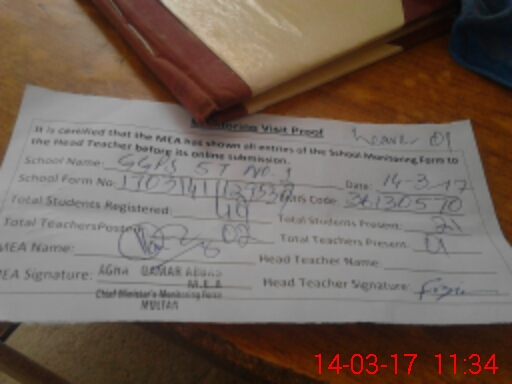 Monitoring Visit Proof
Leave 01
It is certified that the MEA has shown all entries of the School Monitoring Form to
the Head Teacher before its online submission.
School Name: GGPS 5T NO. 1
Date: 14-3-17
School Form No:
Code:
Total Students Registered: 49
Total Students Present: 21
Total Teachers Posted: 02
Total Teachers Present: 01
MEA Name:
Head Teacher Name:
MEA Signature: AGHA QAMAR ABBAS
Head Teacher Signature:
M.E.A
Chief Minister's Monitoring Force
MULTAN
14-03-17 11:34